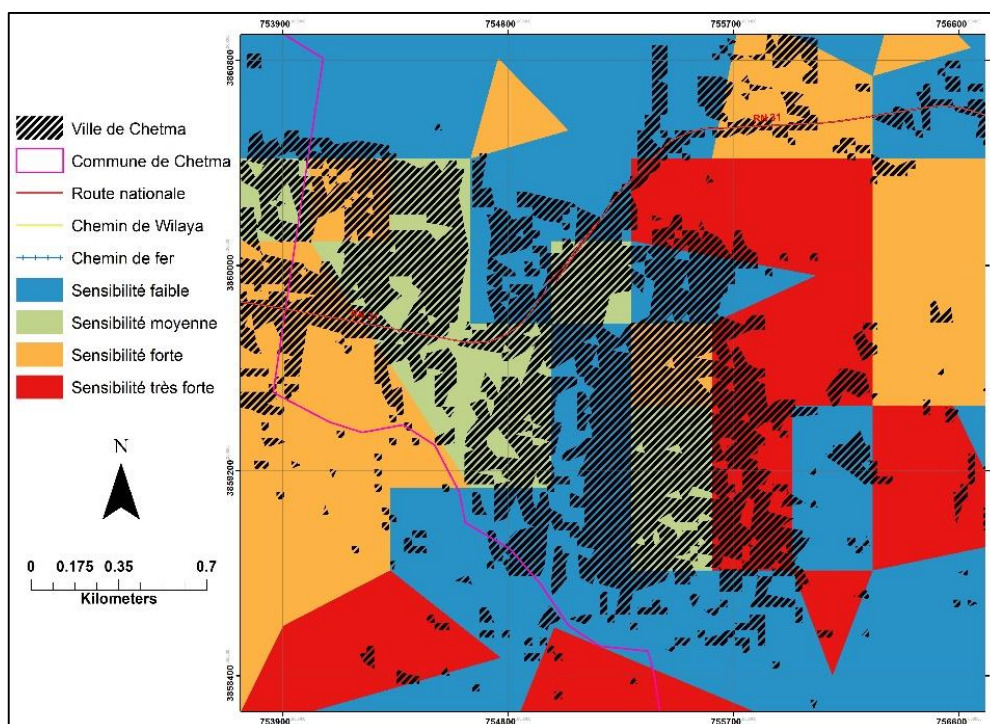 753900 754800 755700 756600
3860800
Ville de Chetma
Commune de Chetma
Route nationale
Chemin de Wilaya
Chemin de fer
Sensibilité faible
Sensibilité moyenne
Sensibilité forte
Sensibilité très forte
RN 31
3860000
3859200
N
0 0.175 0.35 0.7
Kilometers
3858400
753900 754800 755700 756600